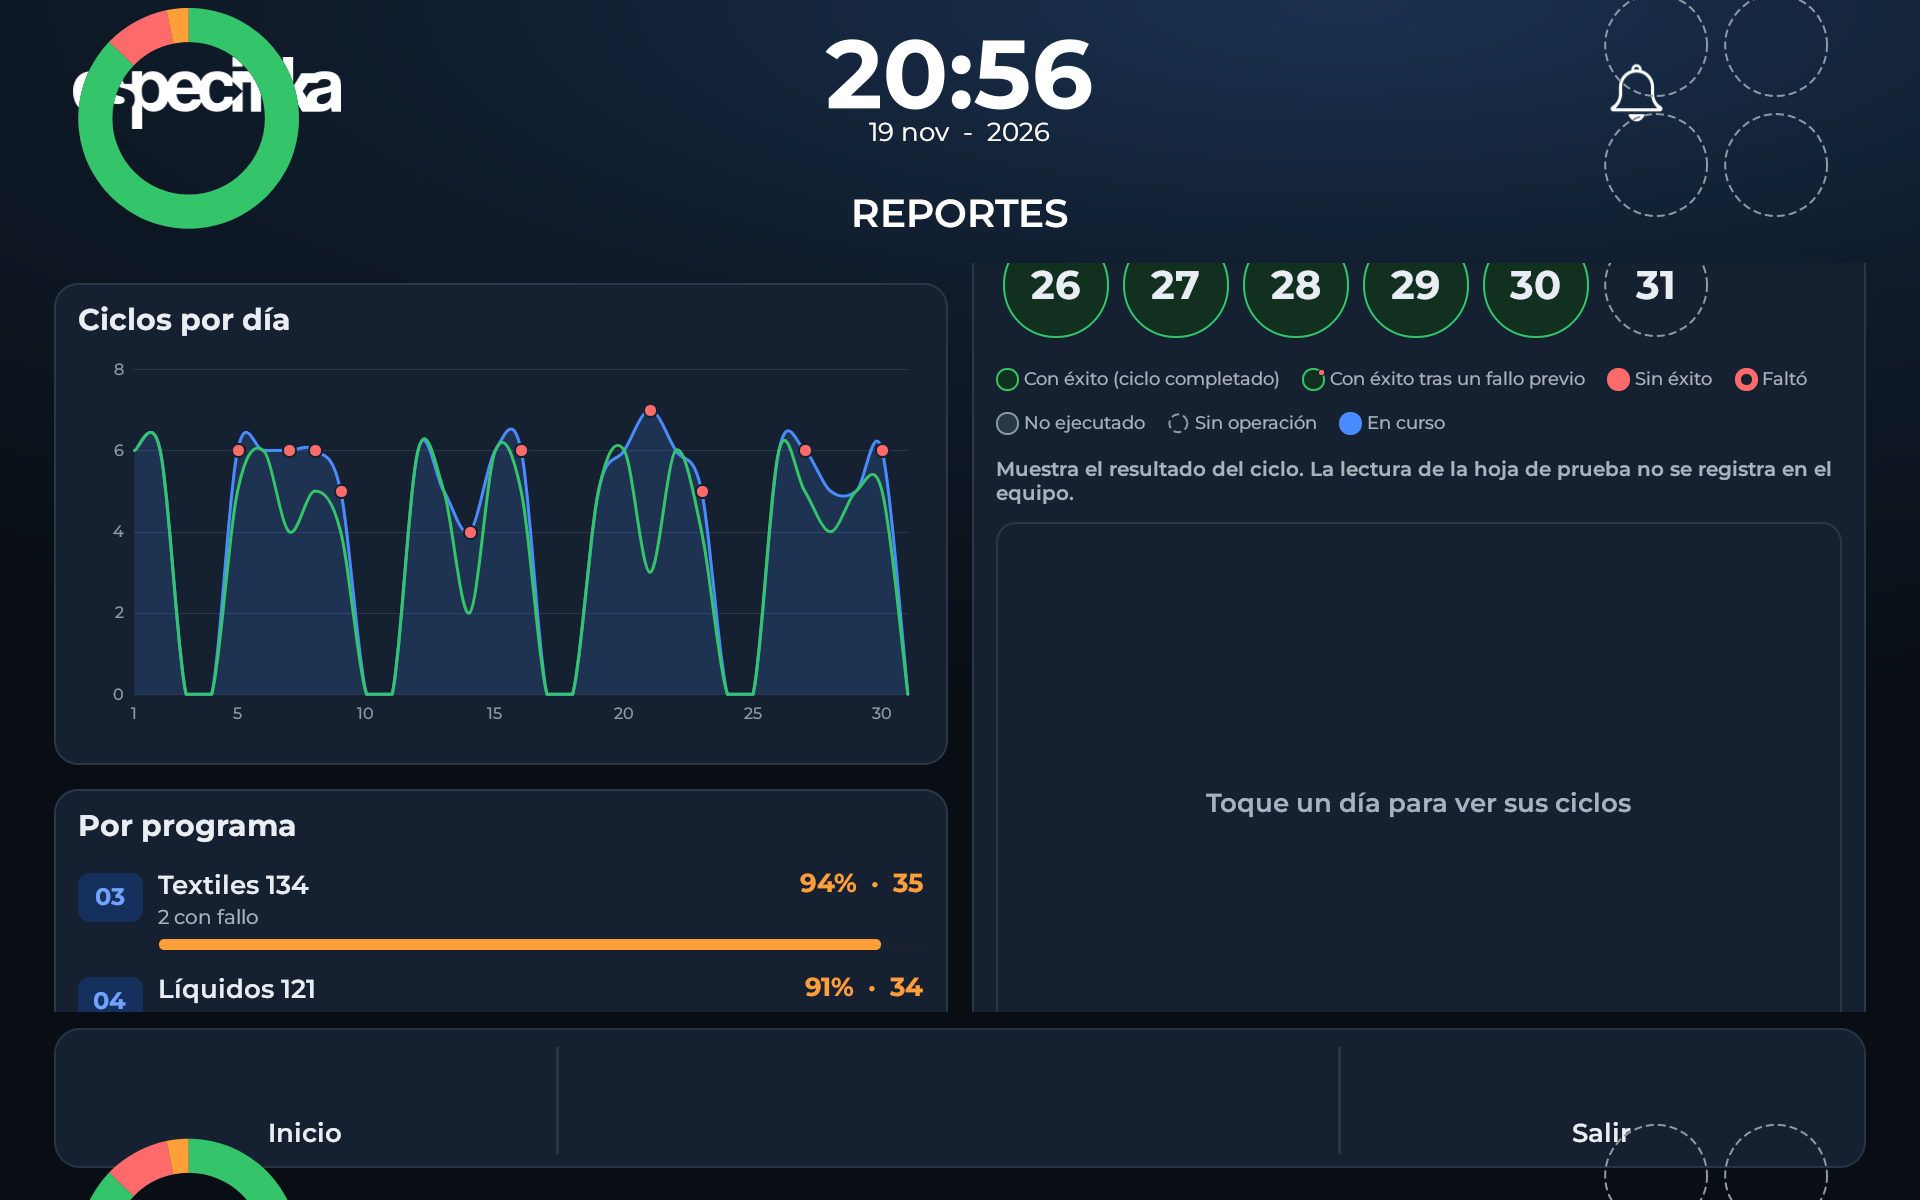 20:56
19 nov - 2026
REPORTES
Ciclos por día
8
6
4
2
0
1 5 10 15 20 25 30
Por programa
03 Textiles 134 94% · 35
2 con fallo
04 Líquidos 121 91% · 34
26 27 28 29 30 31
Con éxito (ciclo completado) Con éxito tras un fallo previo Sin éxito Faltó
No ejecutado Sin operación En curso
Muestra el resultado del ciclo. La lectura de la hoja de prueba no se registra en el
equipo.
Toque un día para ver sus ciclos
Inicio
Salir